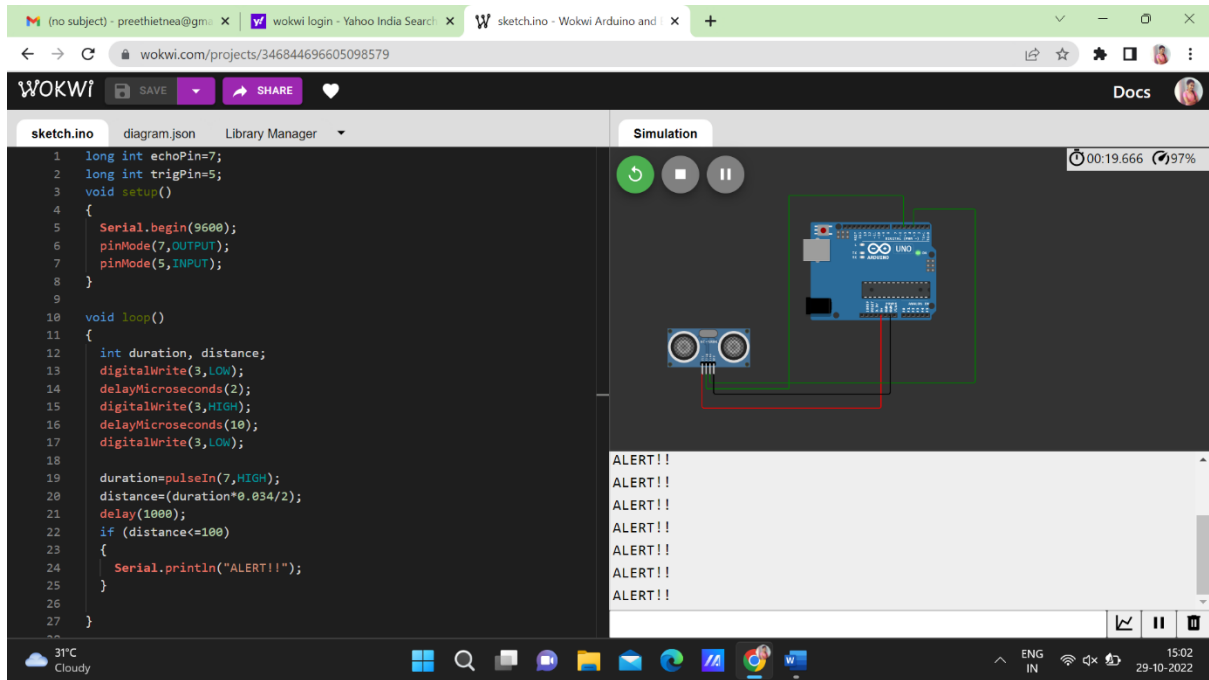 (no subject) - preethietnea@gma
wokwi login - Yahoo India Search
sketch.ino - Wokwi Arduino and
wokwi.com/projects/346844696605098579
WOKWi
SAVE
SHARE
Docs
sketch.ino diagram.json Library Manager
Simulation
1 long int echoPin=7;
2 long int trigPin=5;
3 void setup()
4 {
5 Serial.begin(9600);
6 pinMode(7,OUTPUT);
7 pinMode(5,INPUT);
8 }
9
10 void loop()
11 {
12 int duration, distance;
13 digitalWrite(3,LOW);
14 delayMicroseconds(2);
15 digitalWrite(3,HIGH);
16 delayMicroseconds(10);
17 digitalWrite(3,LOW);
18
19 duration=pulseIn(7,HIGH);
20 distance=(duration*0.034/2);
21 delay(1000);
22 if (distance<=100)
23 {
24 Serial.println("ALERT!!");
25 }
26
27 }
00:19.666 97%
UNO
ARDUINO
ALERT!!
ALERT!!
ALERT!!
ALERT!!
ALERT!!
ALERT!!
ALERT!!
31°C
Cloudy
ENG
IN
15:02
29-10-2022